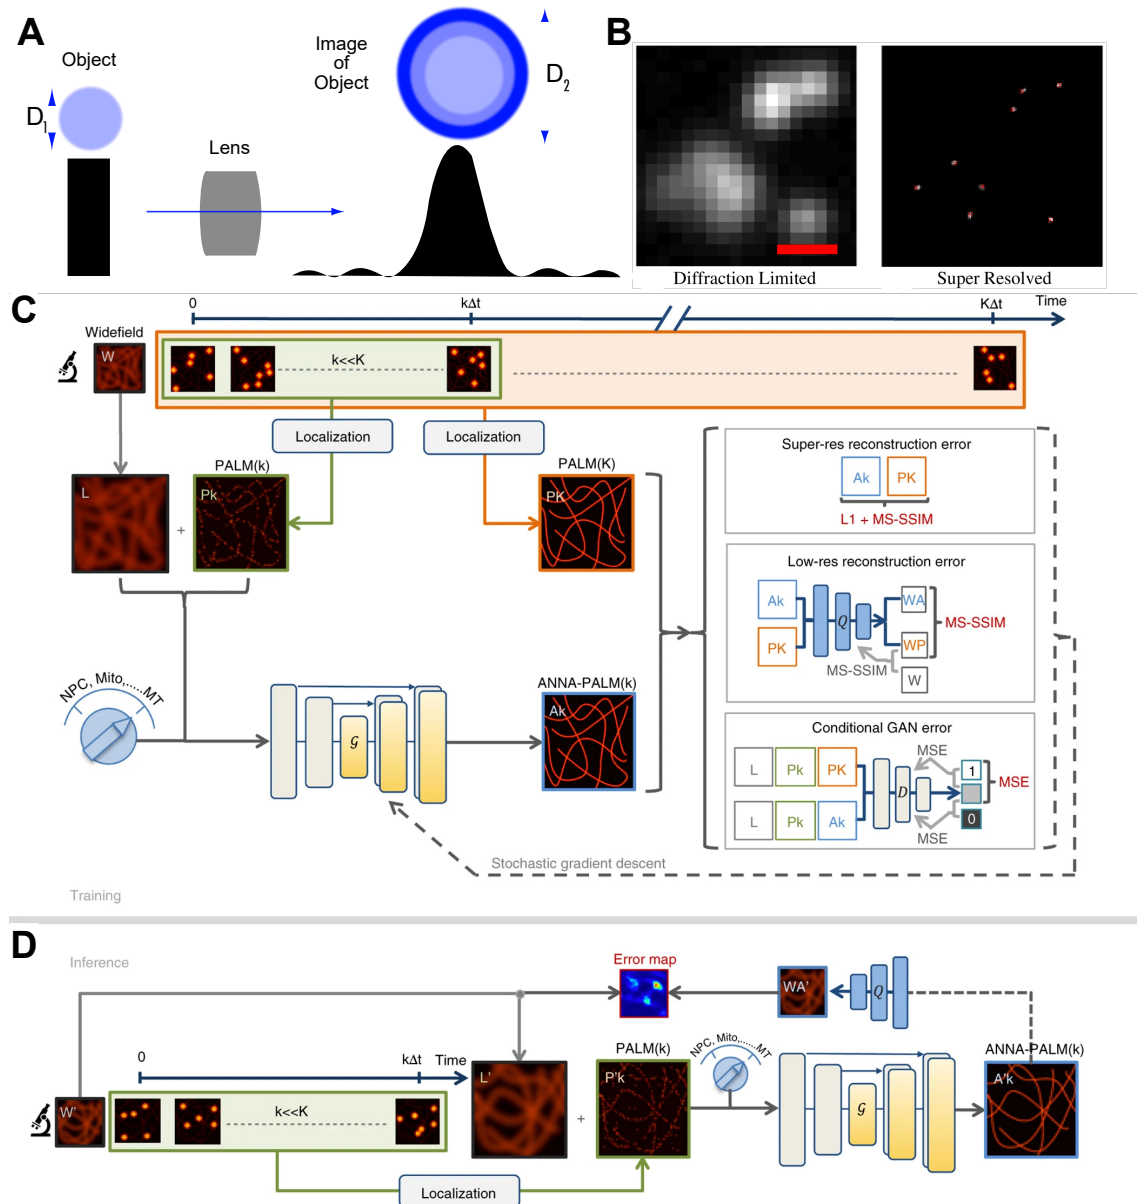 A
Object
D1
Lens
Image
of
Object
D2
B
Diffraction Limited
Super Resolved
C
0
kΔt
KΔt
Time
Widefield
W
k<<K
Localization
Localization
PALM(k)
PALM(K)
L
+
Pk
PK
Super-res reconstruction error
Ak
PK
L1 + MS-SSIM
Low-res reconstruction error
Ak
PK
Q
WA
WP
W
MS-SSIM
MS-SSIM
NPC, Mito,......MT
G
ANNA-PALM(k)
Ak
Conditional GAN error
L Pk PK
L Pk Ak
D
MSE
1
0
MSE
MSE
Stochastic gradient descent
Training
D
Inference
Error map
WA'
Q
0
kΔt
Time
W'
k<<K
L'
+
PALM(k)
P'k
NPC, Mito,......MT
G
ANNA-PALM(k)
A'k
Localization